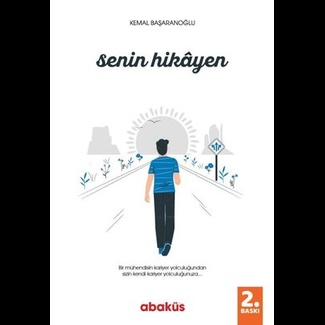 KEMAL BAŞARANOĞLU
senin hikâyen
Bir mühendisin kariyer yolculuğundan
sizin kendi kariyer yolculuğunuza...
abaküs
2.
BASKI